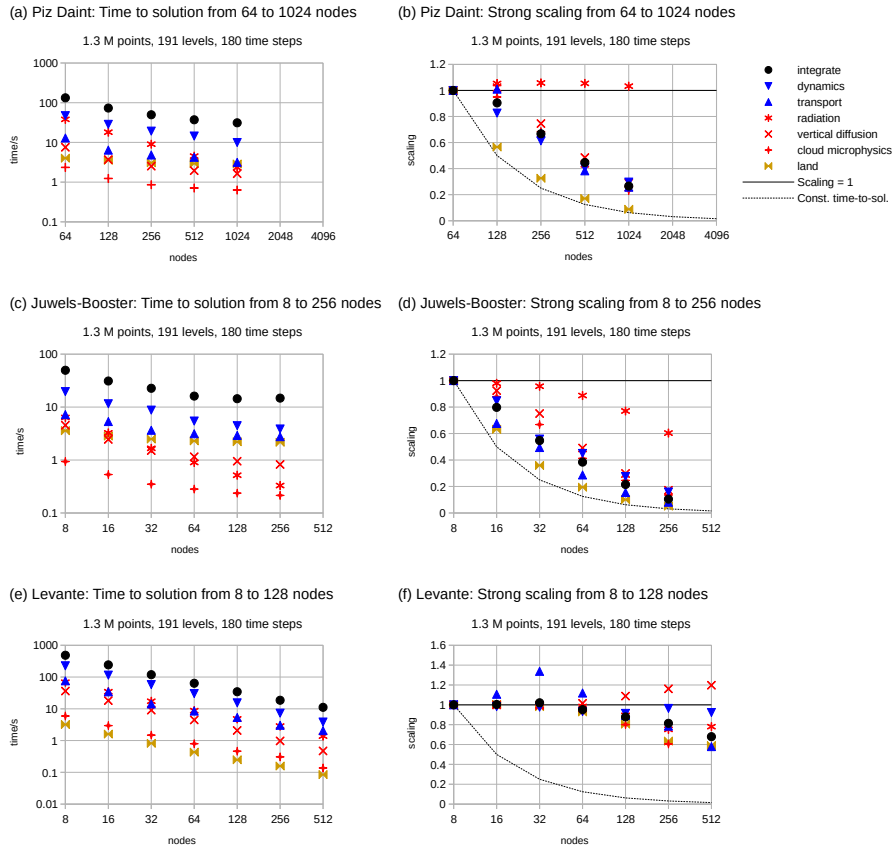 (a) Piz Daint: Time to solution from 64 to 1024 nodes
1.3 M points, 191 levels, 180 time steps
1000
100
10
1
0.1
time/s
64 128 256 512 1024 2048 4096
nodes
(b) Piz Daint: Strong scaling from 64 to 1024 nodes
1.3 M points, 191 levels, 180 time steps
1.2
1
0.8
0.6
0.4
0.2
0
scaling
64 128 256 512 1024 2048 4096
nodes
integrate
dynamics
transport
radiation
vertical diffusion
cloud microphysics
land
Scaling = 1
Const. time-to-sol.
(c) Juwels-Booster: Time to solution from 8 to 256 nodes
1.3 M points, 191 levels, 180 time steps
100
10
1
0.1
time/s
8 16 32 64 128 256 512
nodes
(d) Juwels-Booster: Strong scaling from 8 to 256 nodes
1.3 M points, 191 levels, 180 time steps
1.2
1
0.8
0.6
0.4
0.2
0
scaling
8 16 32 64 128 256 512
nodes
(e) Levante: Time to solution from 8 to 128 nodes
1.3 M points, 191 levels, 180 time steps
1000
100
10
1
0.1
0.01
time/s
8 16 32 64 128 256 512
nodes
(f) Levante: Strong scaling from 8 to 128 nodes
1.3 M points, 191 levels, 180 time steps
1.6
1.4
1.2
1
0.8
0.6
0.4
0.2
0
scaling
8 16 32 64 128 256 512
nodes